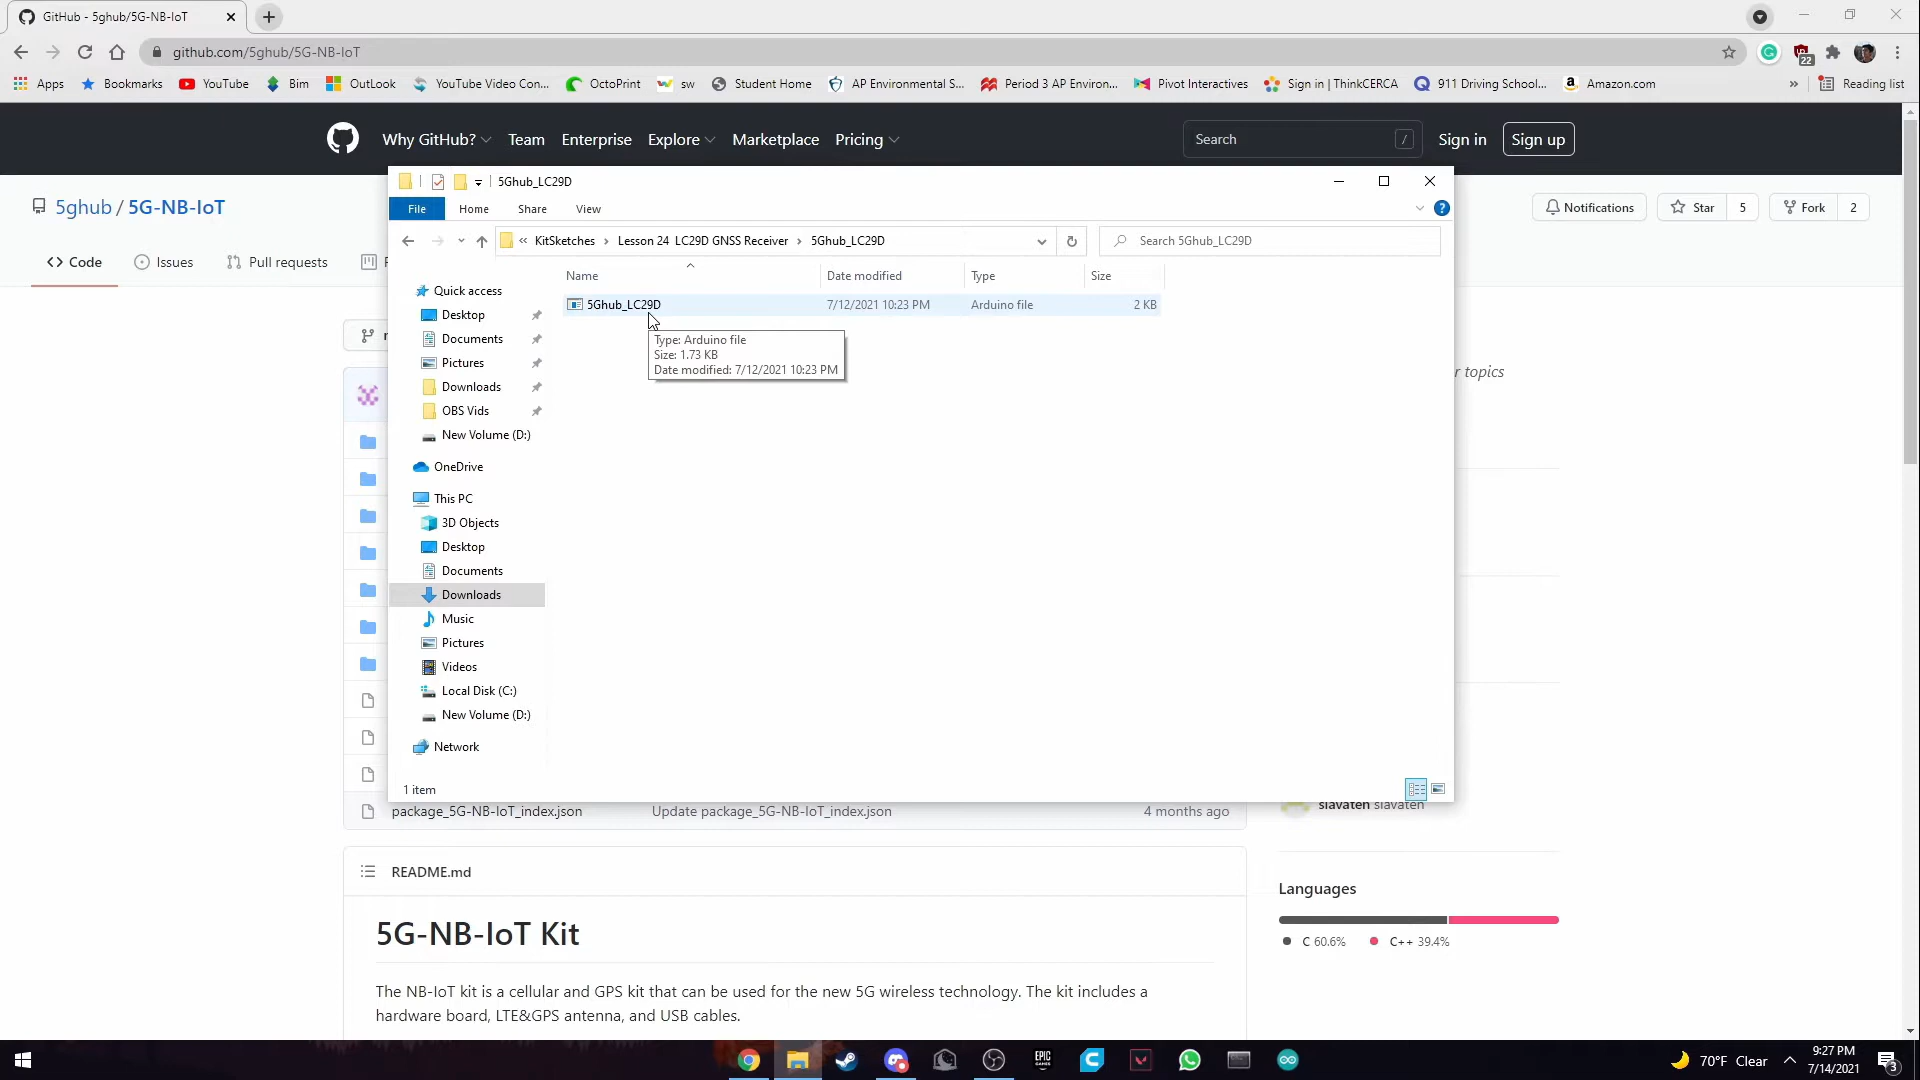 GitHub - 5ghub/5G-NB-IoT
github.com/5ghub/5G-NB-IoT
22
Apps Bookmarks YouTube Bim OutLook YouTube Video Con... OctoPrint sw Student Home AP Environmental S... Period 3 AP Environ... Pivot Interactives Sign in | ThinkCERCA 911 Driving School... Amazon.com » Reading list
Why GitHub? Team Enterprise Explore Marketplace Pricing Search / Sign in Sign up
5Ghub_LC29D
5ghub / 5G-NB-IoT
Notifications Star 5 Fork 2
File Home Share View
« KitSketches › Lesson 24 LC29D GNSS Receiver › 5Ghub_LC29D
Search 5Ghub_LC29D
<> Code Issues Pull requests
Name Date modified Type Size
5Ghub_LC29D 7/12/2021 10:23 PM Arduino file 2 KB
Type: Arduino file
Size: 1.73 KB
Date modified: 7/12/2021 10:23 PM
Quick access
Desktop
Documents
Pictures
Downloads
OBS Vids
New Volume (D:)
OneDrive
This PC
3D Objects
Desktop
Documents
Downloads
Music
Pictures
Videos
Local Disk (C:)
New Volume (D:)
Network
1 item
r topics
package_5G-NB-IoT_index.json Update package_5G-NB-IoT_index.json 4 months ago
slavaten slavaten
README.md
5G-NB-IoT Kit
The NB-IoT kit is a cellular and GPS kit that can be used for the new 5G wireless technology. The kit includes a
hardware board, LTE&GPS antenna, and USB cables.
Languages
C 60.6% C++ 39.4%
EPIC GAMES
70°F Clear
9:27 PM
7/14/2021
3